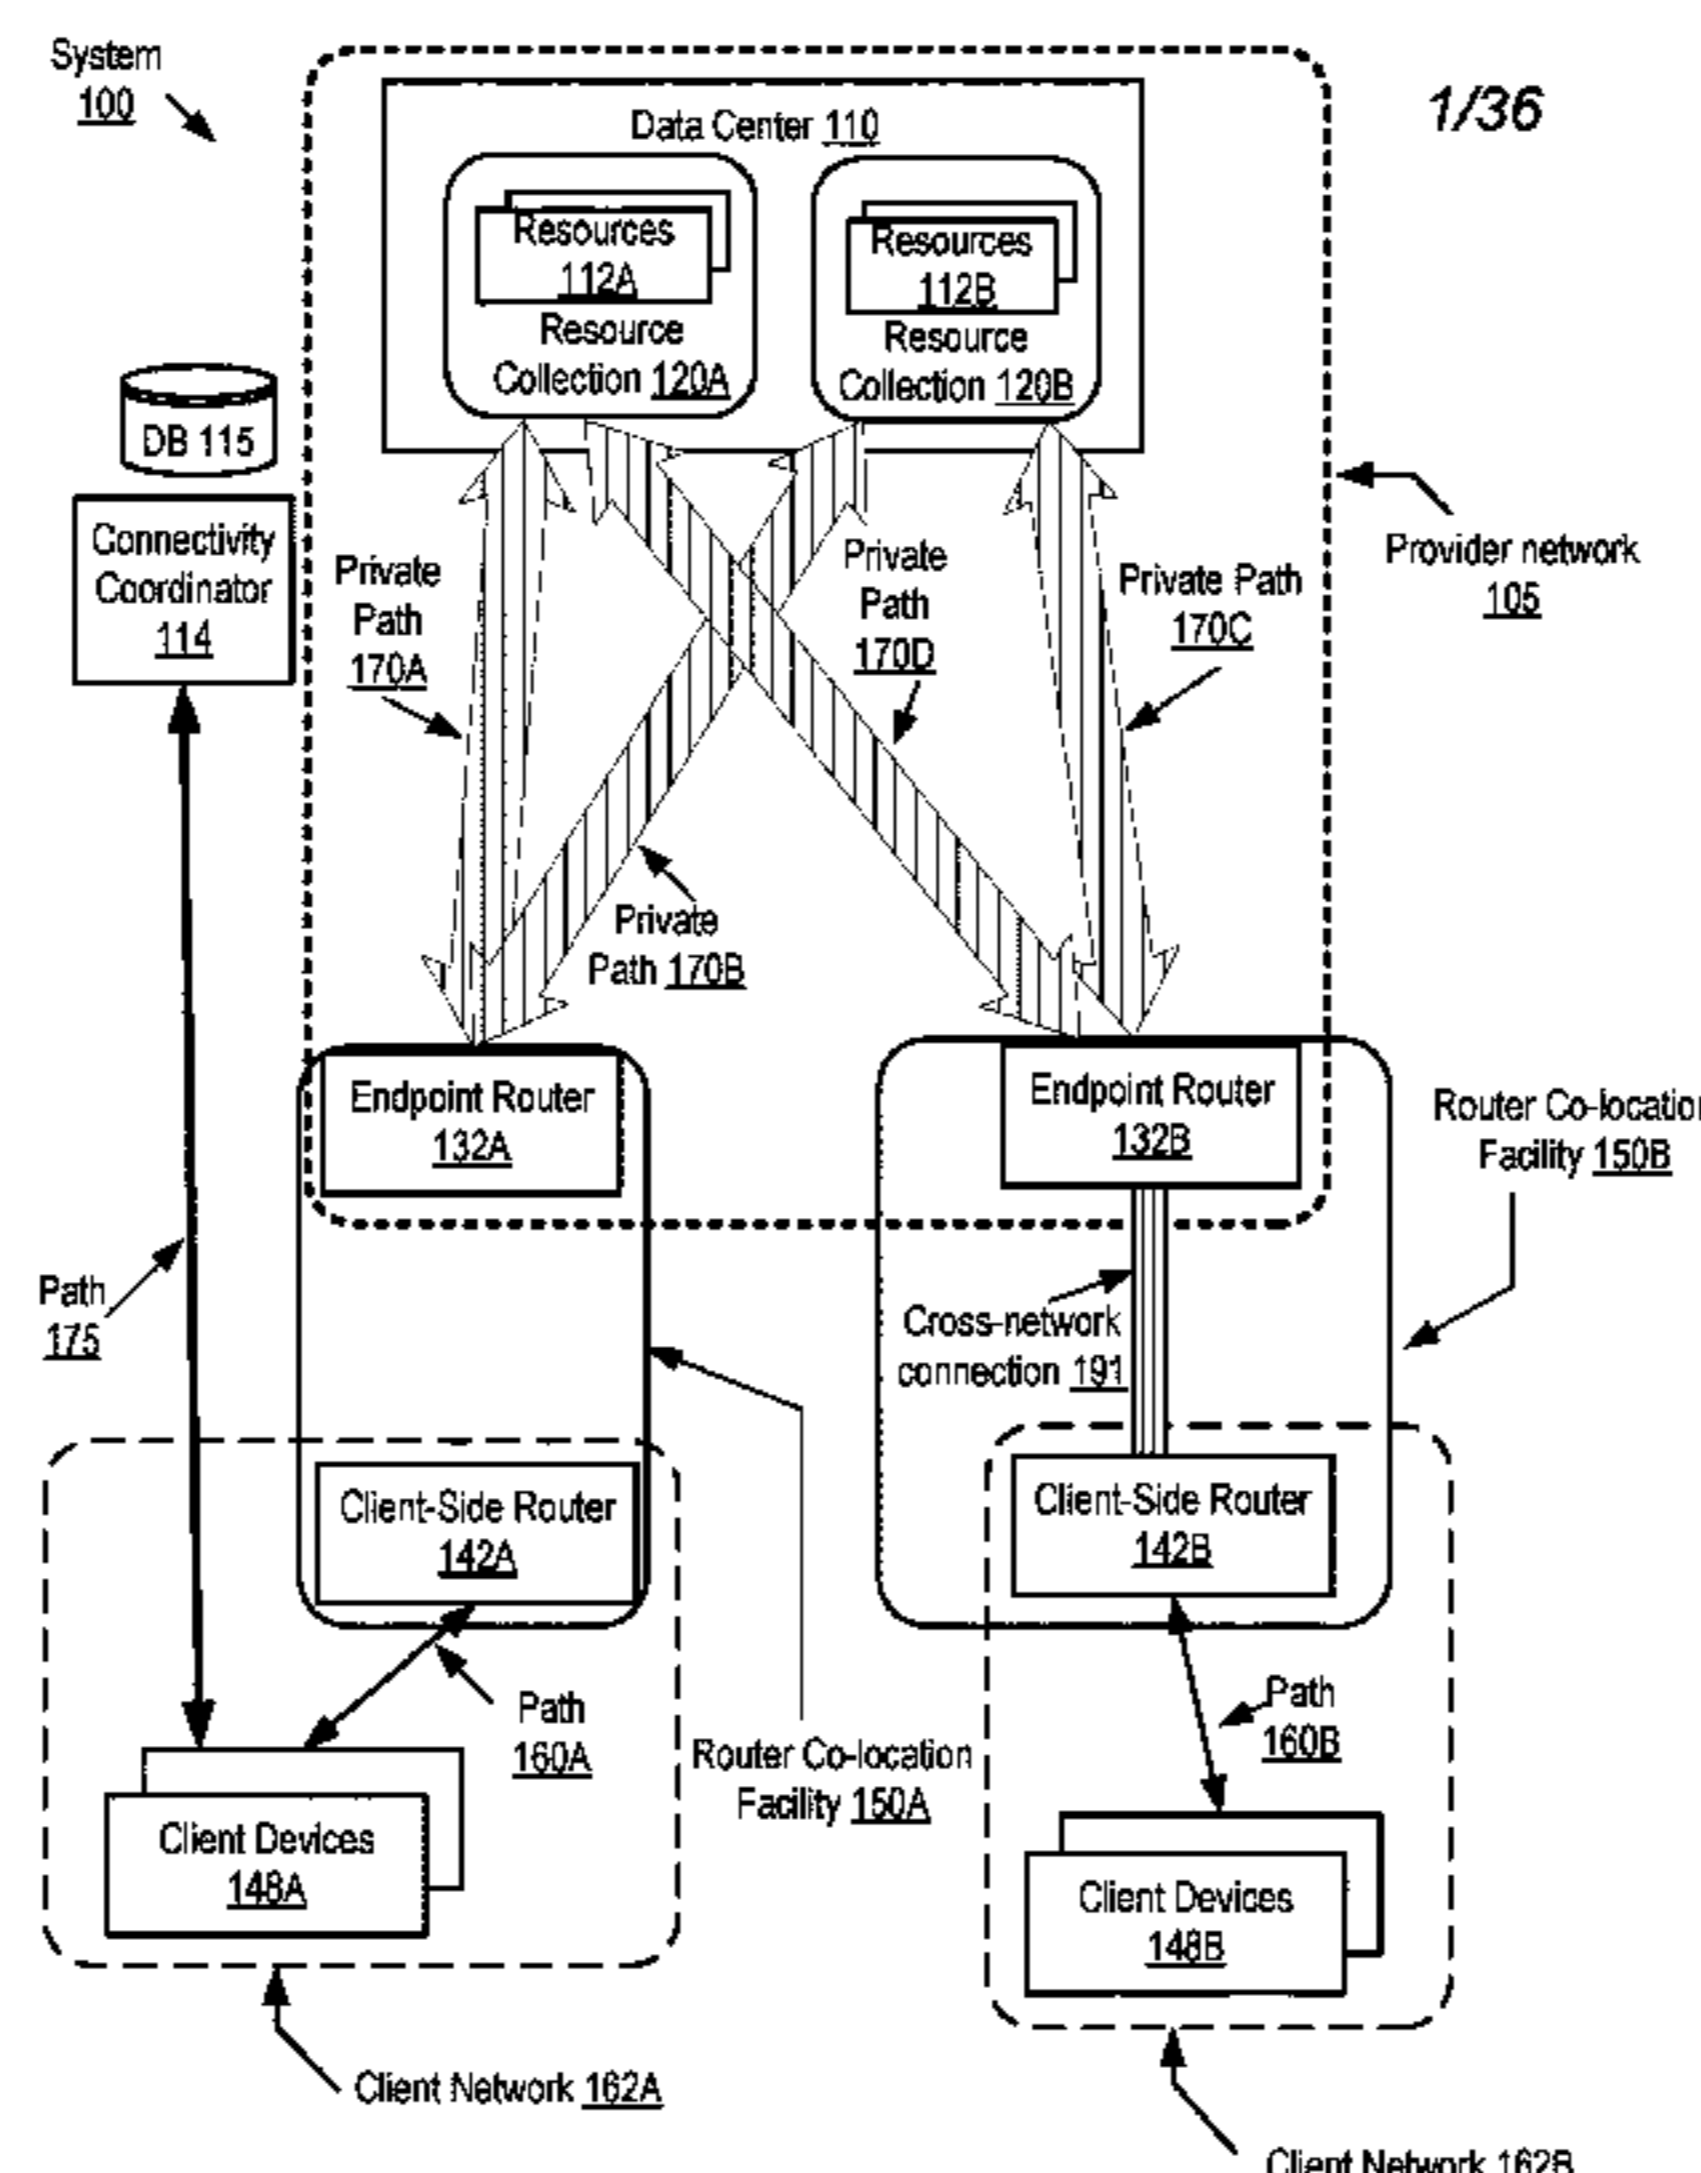 System
100
1/36
Data Center 110
Resources
112A
Resource
Collection 120A
Resources
112B
Resource
Collection 120B
DB 115
Connectivity
Coordinator
114
Private
Path
170A
Private
Path
170D
Private Path
170C
Provider network
105
Private
Path 170B
Endpoint Router
132A
Endpoint Router
132B
Router Co-location
Facility 150B
Path
175
Cross-network
connection 191
Client-Side Router
142A
Client-Side Router
142B
Path
160A
Path
160B
Router Co-location
Facility 150A
Client Devices
148A
Client Devices
148B
Client Network 162A
Client Network 162B